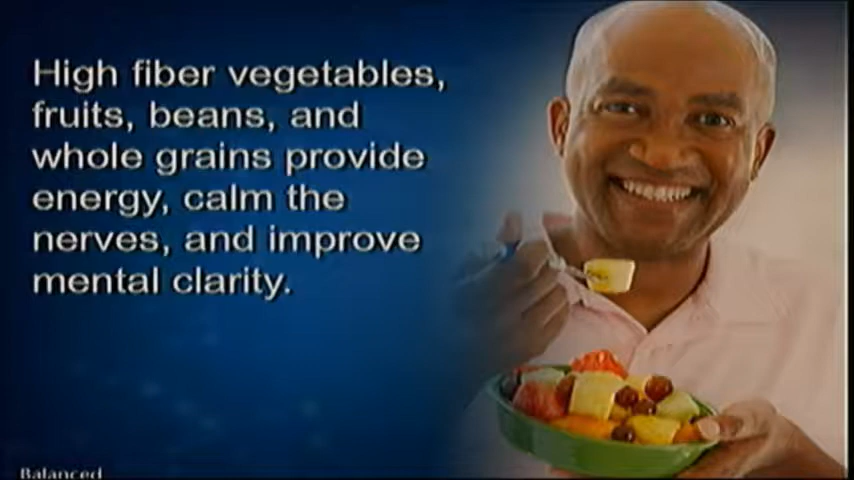 High fiber vegetables,
fruits, beans, and
whole grains provide
energy, calm the
nerves, and improve
mental clarity.
Balanced